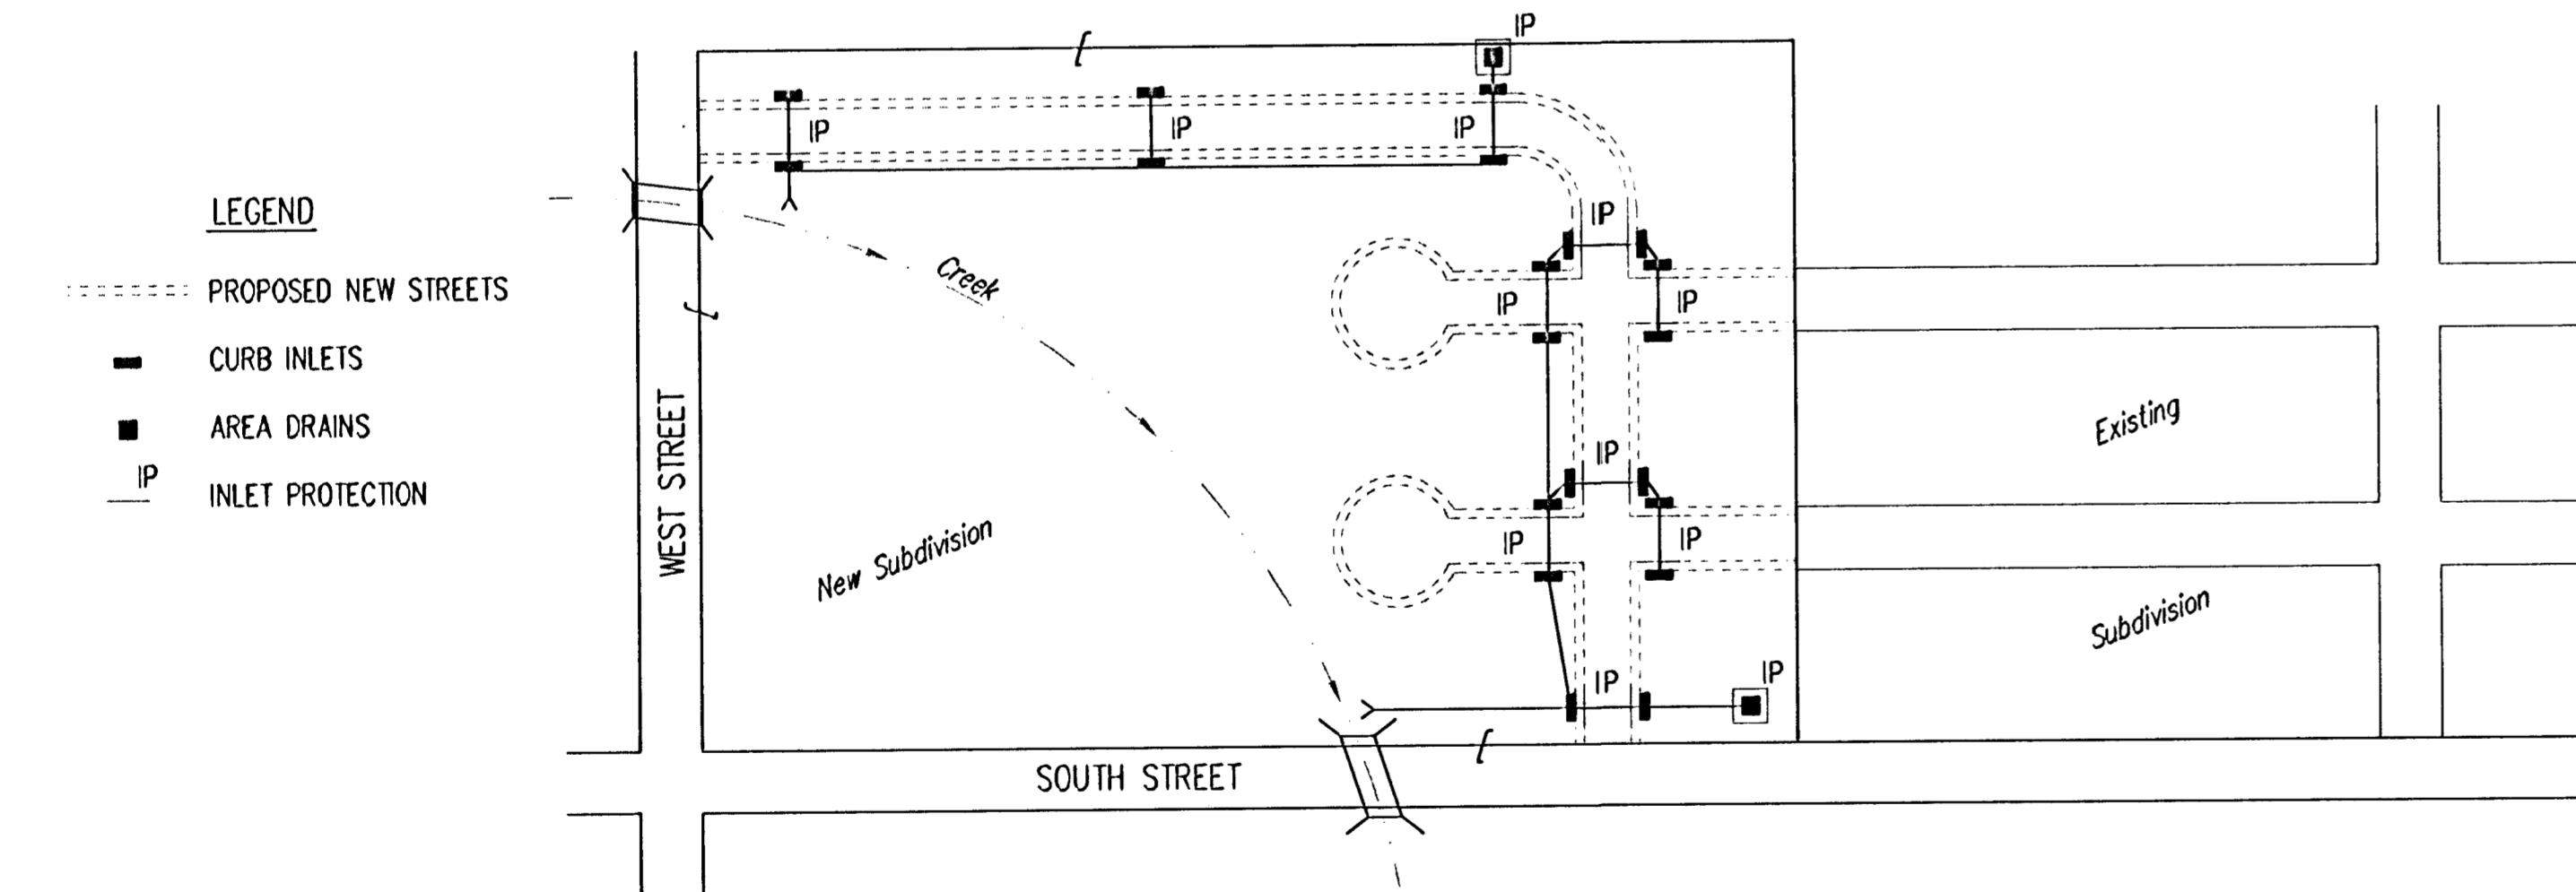 IP
IP
IP
IP
LEGEND
PROPOSED NEW STREETS
CURB INLETS
AREA DRAINS
IP
INLET PROTECTION
WEST STREET
Creek
New Subdivision
IP
IP
IP
IP
IP
IP
IP
IP
Existing
Subdivision
SOUTH STREET